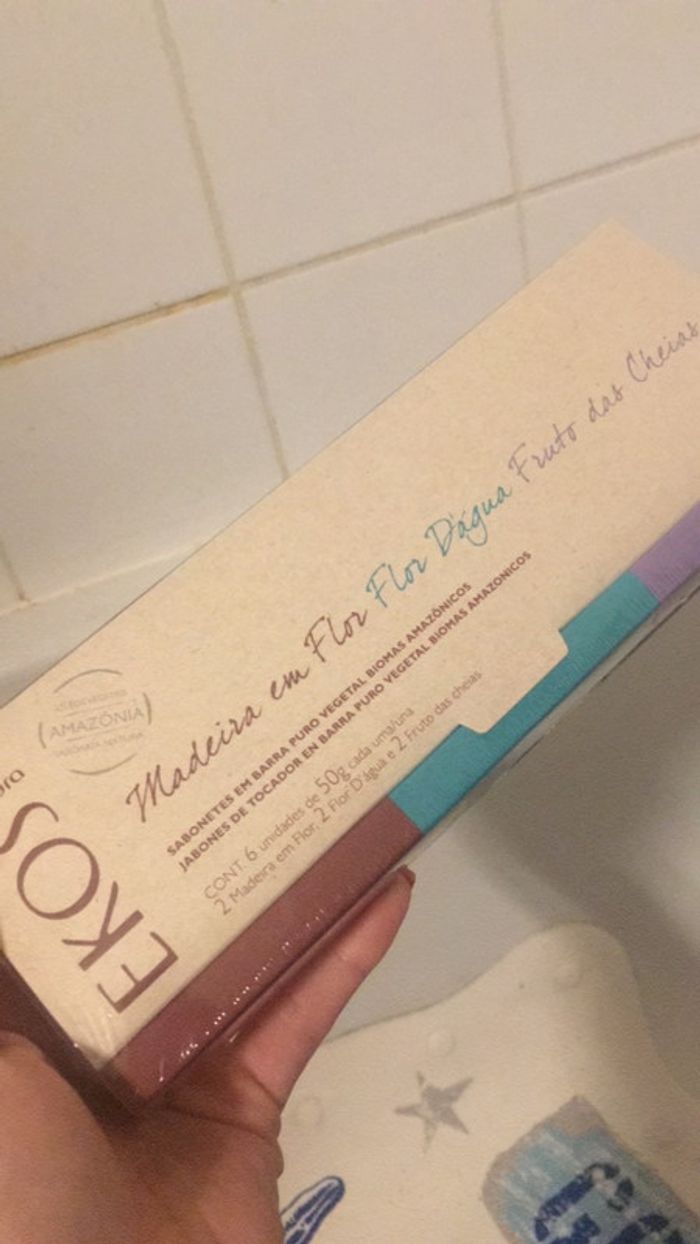 Madeira em Flor Flor D'água Fruto das Cheias
SABONETES EM BARRA PURO VEGETAL BIOMAS AMAZÔNICOS
JABONES DE TOCADOR EN BARRA PURO VEGETAL BIOMAS AMAZONICOS
CONT. 6 unidades de 50g cada uma/una
2 Madeira em Flor, 2 Flor D'água e 2 Fruto das cheias
AMAZÔNIA
EKOS